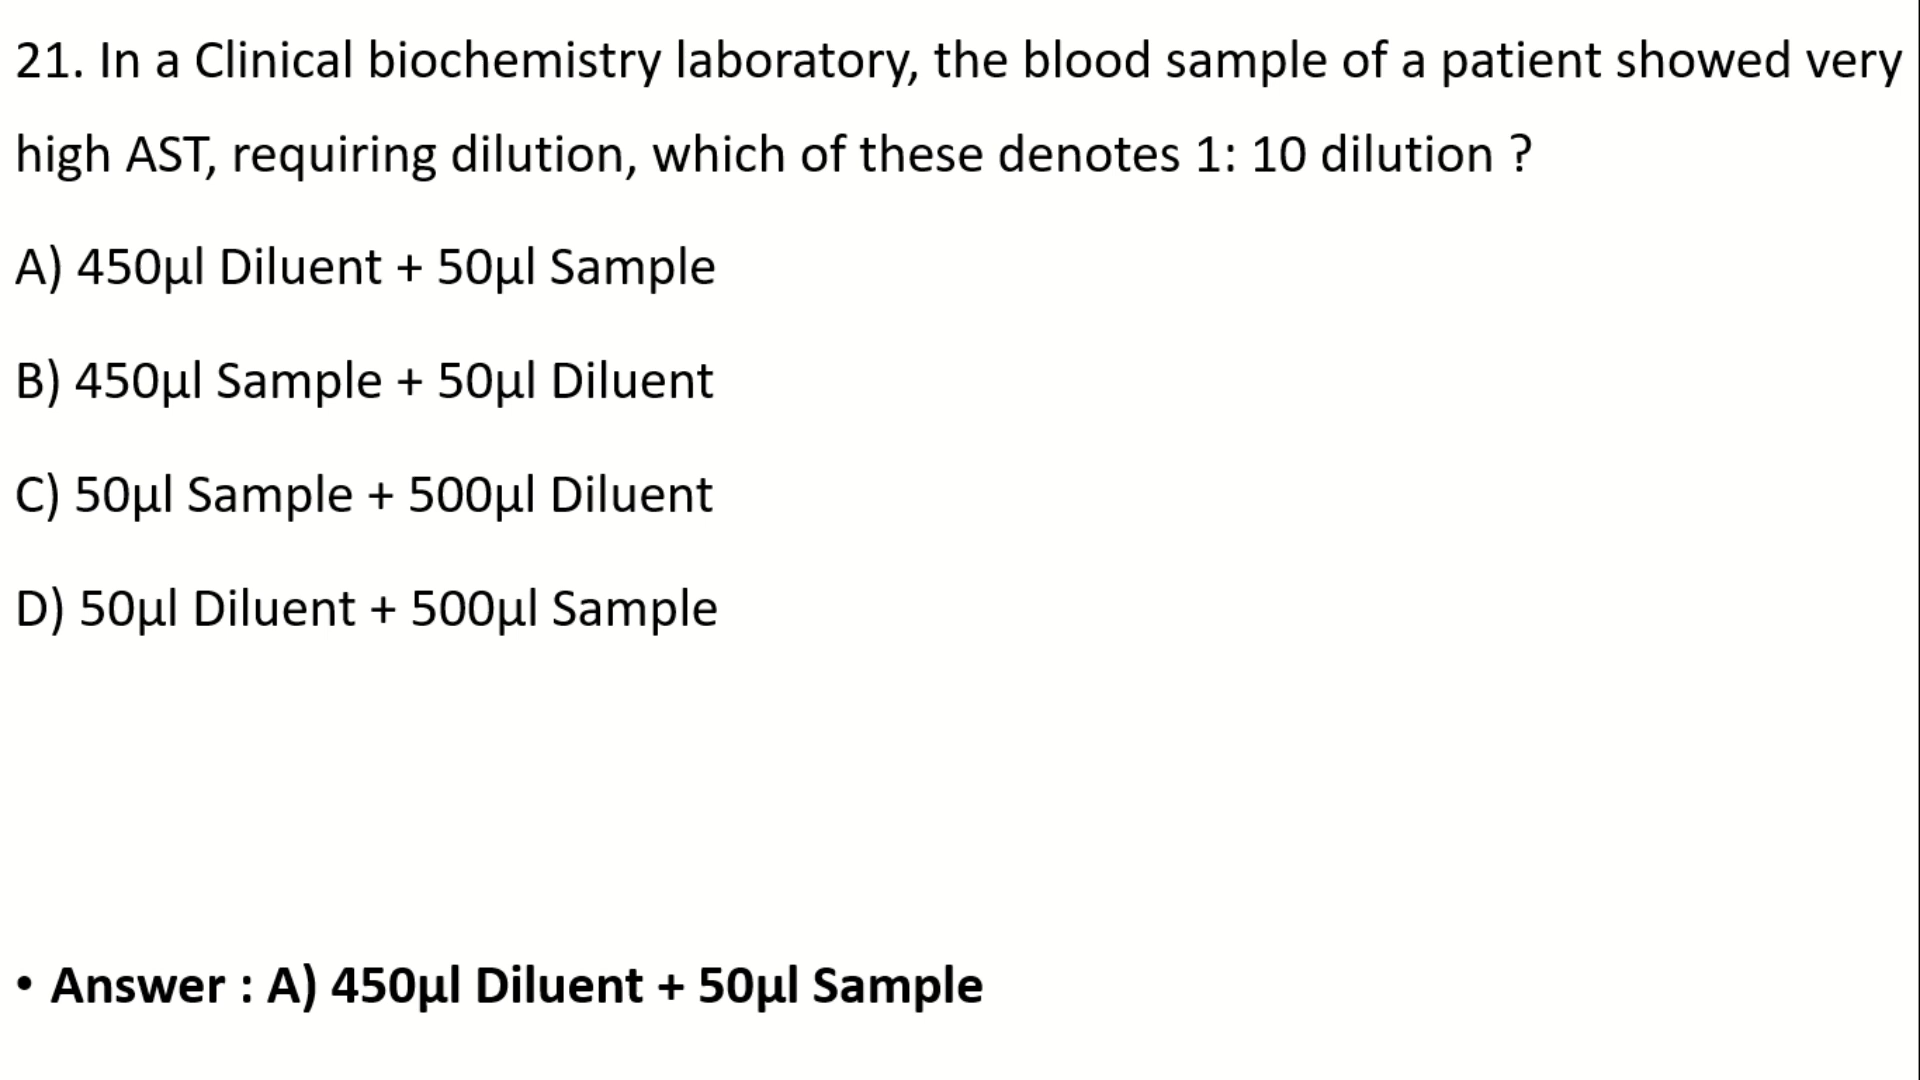 21. In a Clinical biochemistry laboratory, the blood sample of a patient showed very
high AST, requiring dilution, which of these denotes 1: 10 dilution ?
A) 450µl Diluent + 50µl Sample
B) 450µl Sample + 50µl Diluent
C) 50µl Sample + 500µl Diluent
D) 50µl Diluent + 500µl Sample
• Answer : A) 450µl Diluent + 50µl Sample